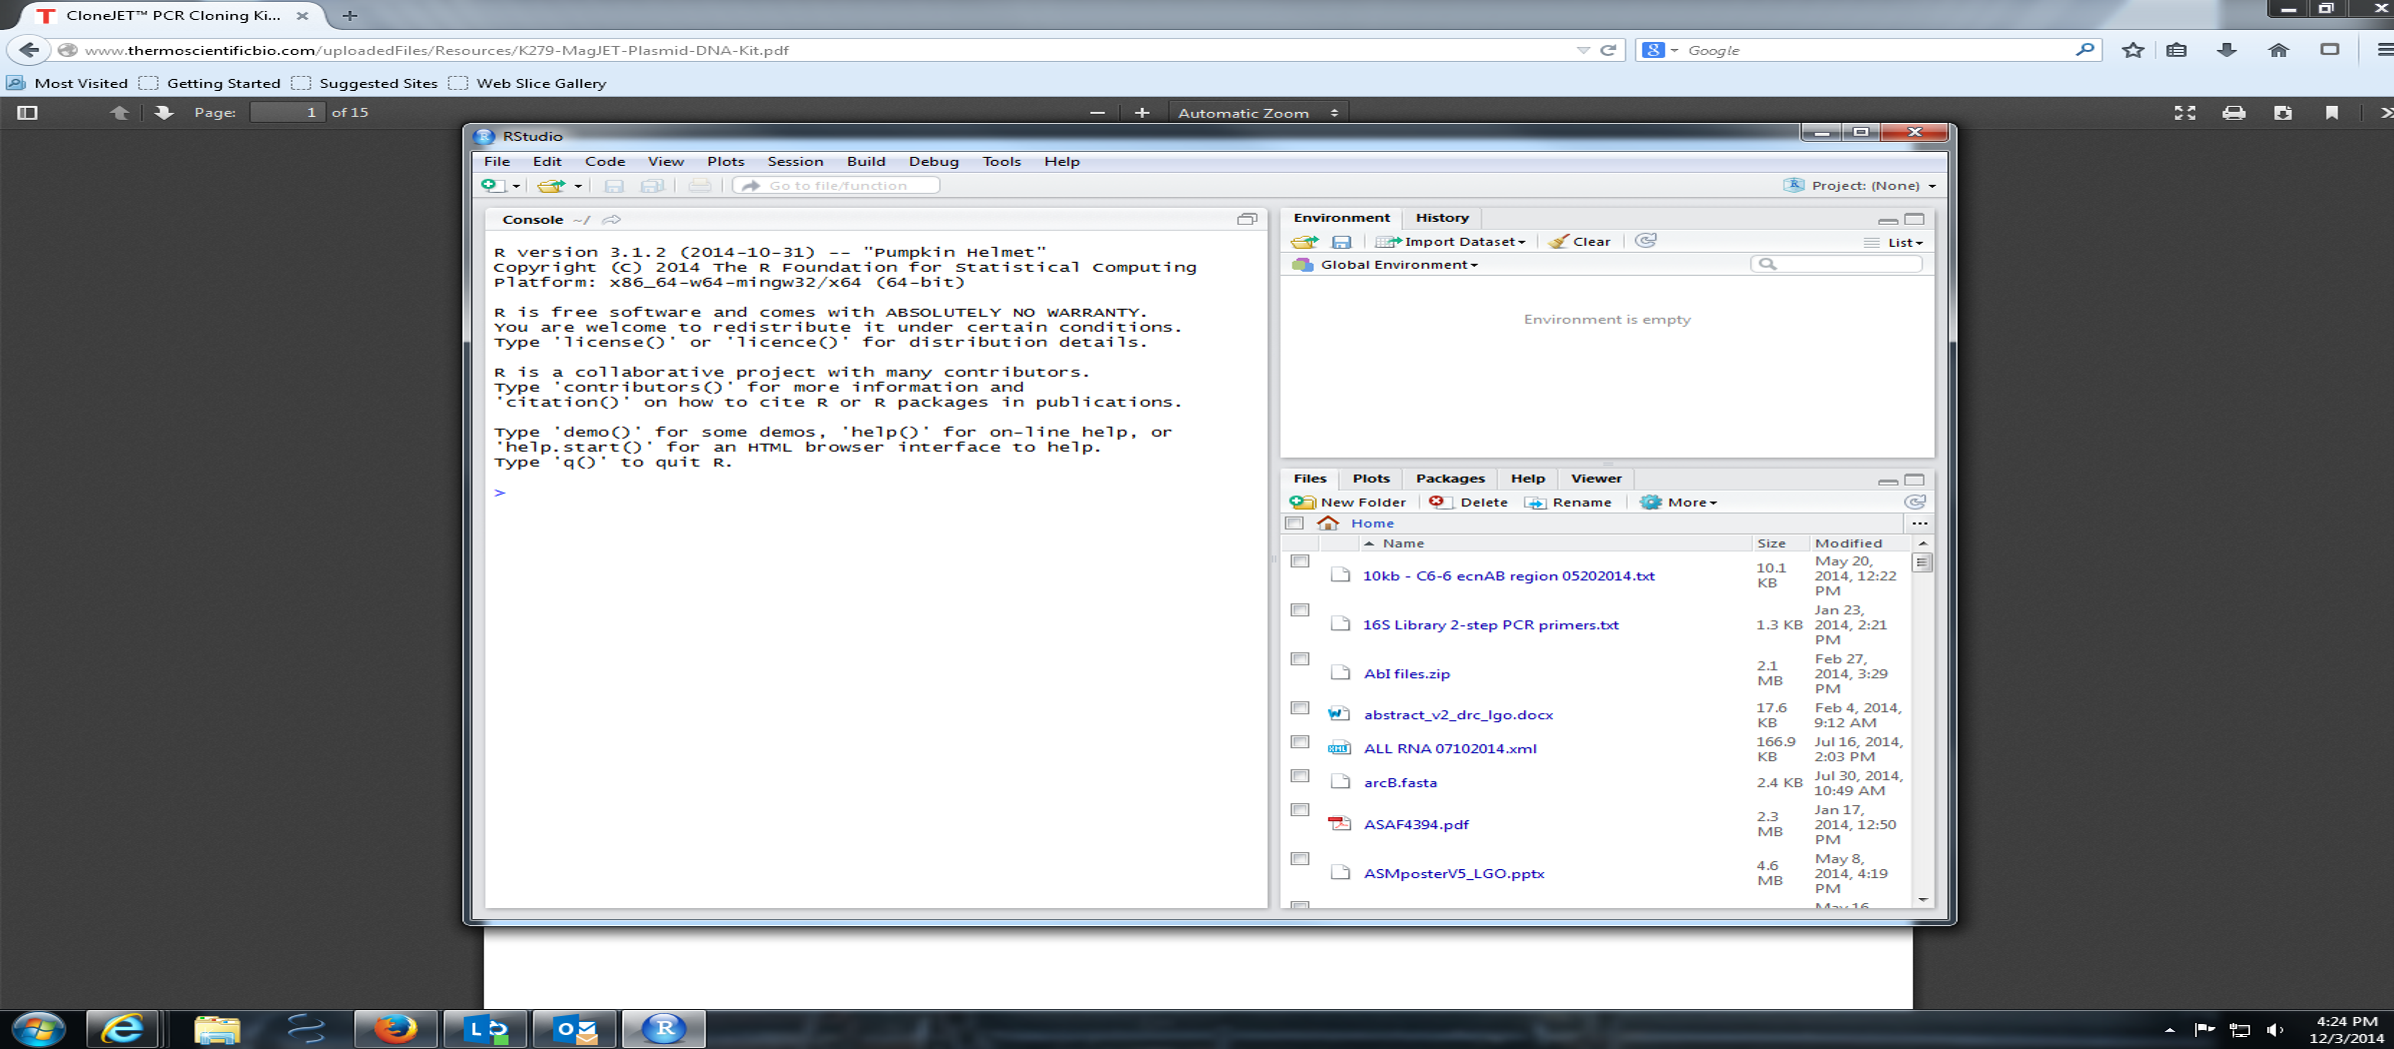 CloneJET™ PCR Cloning Ki...
www.thermoscientificbio.com/uploadedFiles/Resources/K279-MagJET-Plasmid-DNA-Kit.pdf
Google
Most Visited Getting Started Suggested Sites Web Slice Gallery
Page: 1 of 15
Automatic Zoom
RStudio
File Edit Code View Plots Session Build Debug Tools Help
Go to file/function
Project: (None)
Console ~/
R version 3.1.2 (2014-10-31) -- "Pumpkin Helmet"
Copyright (C) 2014 The R Foundation for Statistical Computing
Platform: x86_64-w64-mingw32/x64 (64-bit)
R is free software and comes with ABSOLUTELY NO WARRANTY.
You are welcome to redistribute it under certain conditions.
Type 'license()' or 'licence()' for distribution details.
R is a collaborative project with many contributors.
Type 'contributors()' for more information and
'citation()' on how to cite R or R packages in publications.
Type 'demo()' for some demos, 'help()' for on-line help, or
'help.start()' for an HTML browser interface to help.
Type 'q()' to quit R.
>
Environment History
Import Dataset Clear
List
Global Environment
Environment is empty
Files Plots Packages Help Viewer
New Folder Delete Rename More
Home
...
Name Size Modified
10kb - C6-6 ecnAB region 05202014.txt 10.1 KB May 20, 2014, 12:22 PM
16S Library 2-step PCR primers.txt 1.3 KB Jan 23, 2014, 2:21 PM
AbI files.zip 2.1 MB Feb 27, 2014, 3:29 PM
abstract_v2_drc_lgo.docx 17.6 KB Feb 4, 2014, 9:12 AM
ALL RNA 07102014.xml 166.9 KB Jul 16, 2014, 2:03 PM
arcB.fasta 2.4 KB Jul 30, 2014, 10:49 AM
ASAF4394.pdf 2.3 MB Jan 17, 2014, 12:50 PM
ASMposterV5_LGO.pptx 4.6 MB May 8, 2014, 4:19 PM
May 16,
4:24 PM
12/3/2014